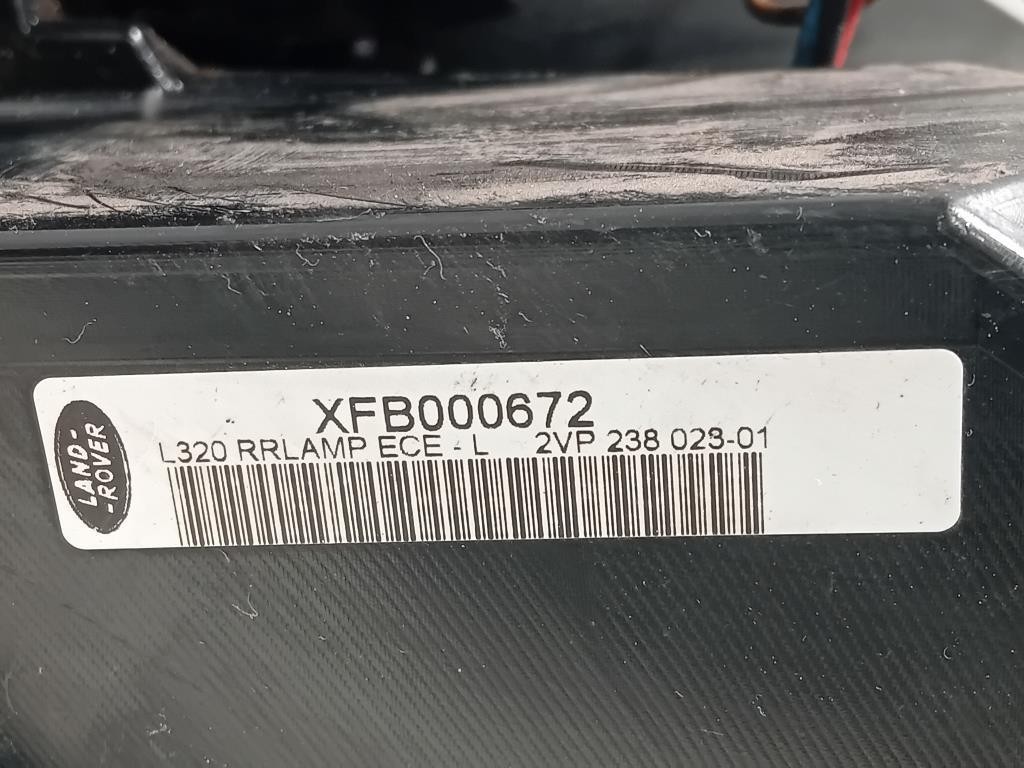 LAND-
ROVER
XFB000672
L320 RRLAMP ECE - L 2VP 238 023-01